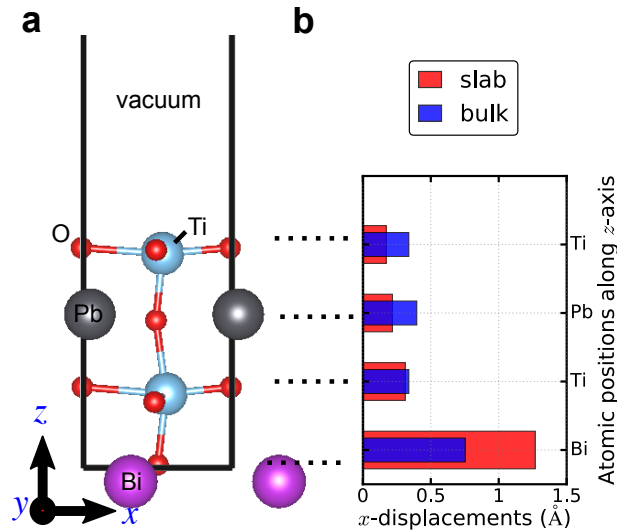 a
b
vacuum
slab
bulk
O
Ti
Pb
Bi
z
y
x
Ti
Pb
Ti
Bi
Atomic positions along z-axis
0
0.5
1
1.5
x-displacements (Å)